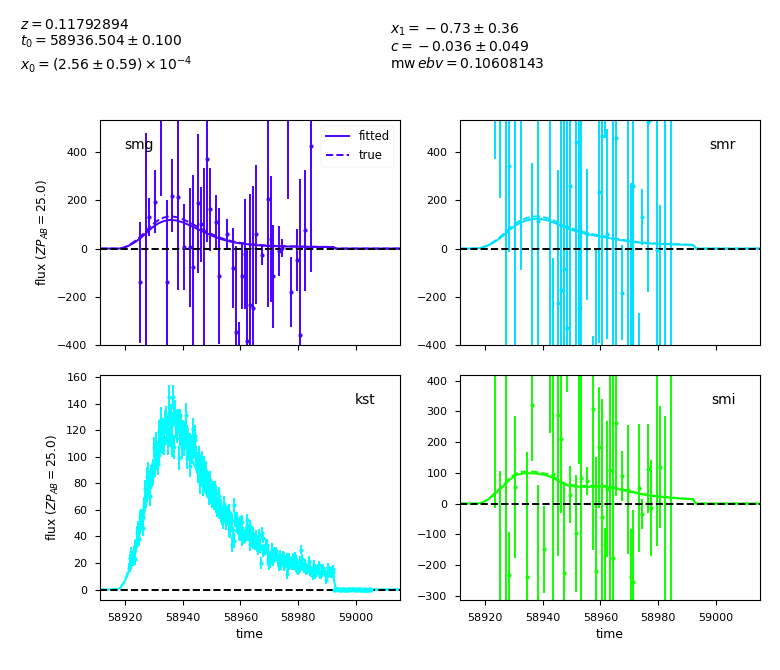 z = 0.11792894
t₀ = 58936.504 ± 0.100
x₀ = (2.56 ± 0.59) × 10⁻⁴
x₁ = −0.73 ± 0.36
c = −0.036 ± 0.049
mw ebv = 0.10608143
smg
fitted
true
400
200
0
−200
−400
flux (ZP_AB = 25.0)
smr
400
200
0
−200
−400
kst
160
140
120
100
80
60
40
20
0
flux (ZP_AB = 25.0)
58920 58940 58960 58980 59000
time
smi
400
300
200
100
0
−100
−200
−300
58920 58940 58960 58980 59000
time